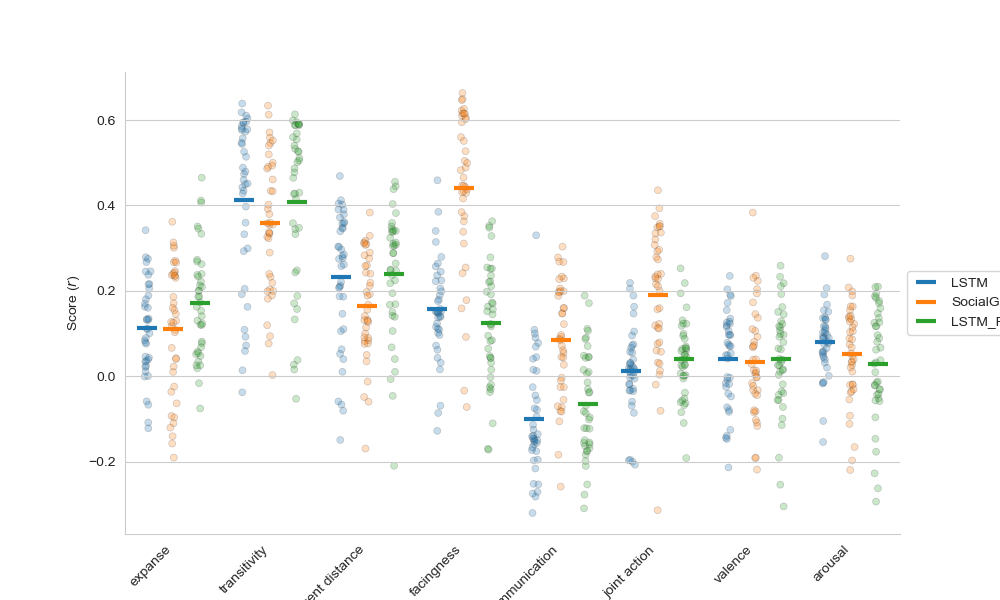 0.6
0.4
0.2
0.0
−0.2
Score (r)
LSTM
expanse
transitivity
distance
facingness
joint action
valence
arousal